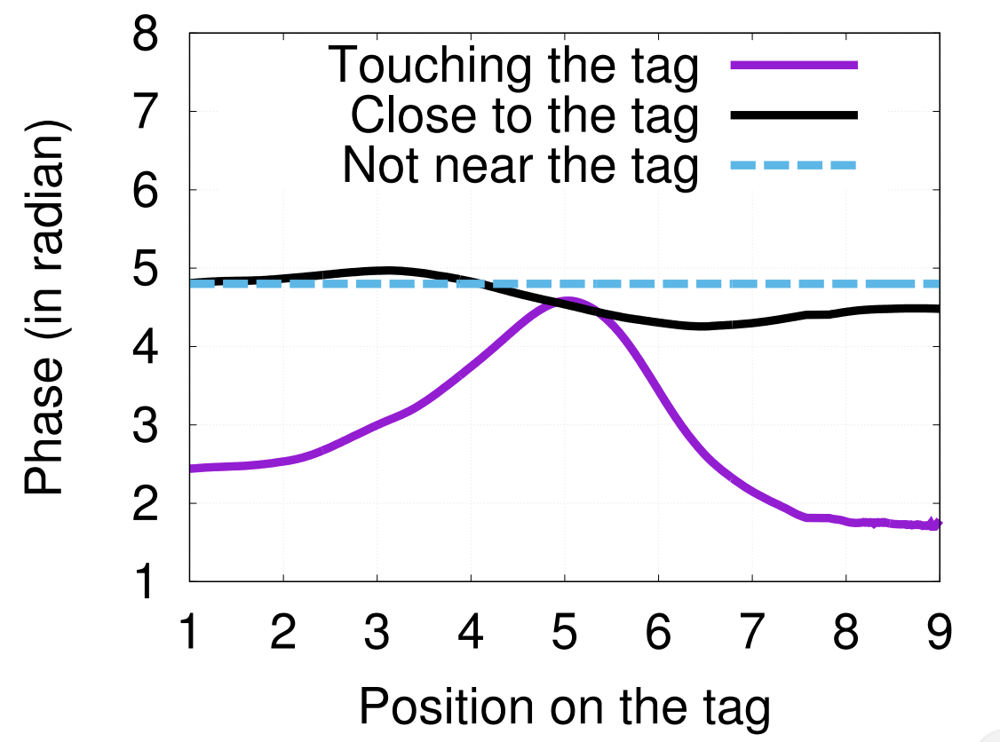 8
7
6
5
4
3
2
1
Phase (in radian)
Touching the tag
Close to the tag
Not near the tag
1 2 3 4 5 6 7 8 9
Position on the tag